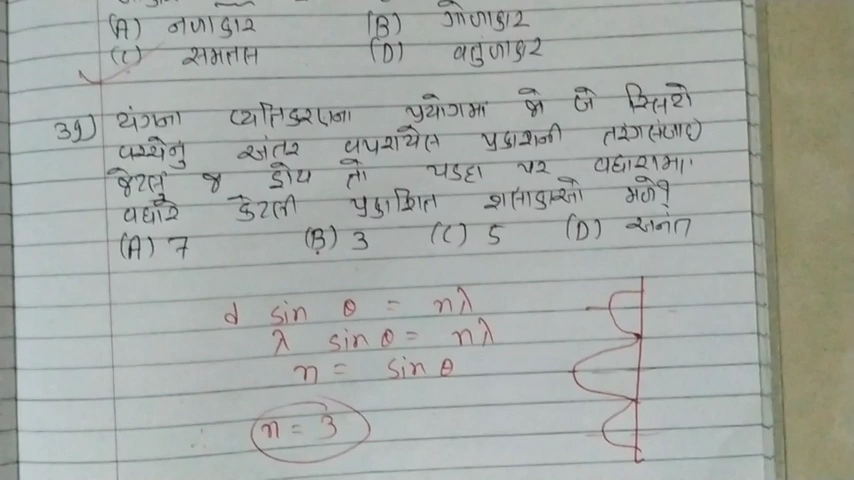 (A) નળાકાર (B) ગોળાકાર
(C) સમતલ (D) વર્તુળાકાર
39) યંગના વ્યતિકરણના પ્રયોગમાં જો બે સ્લિટો
વચ્ચેનું અંતર વપરાયેલ પ્રકાશની તરંગલંબાઇ
જેટલું જ હોય તો પડદા પર વધારેમાં
વધારે કેટલી પ્રકાશિત શલાકાઓ મળે?
(A) 7 (B) 3 (C) 5 (D) અનંત
d sin θ = nλ
λ sin θ = nλ
n = sin θ
n = 3